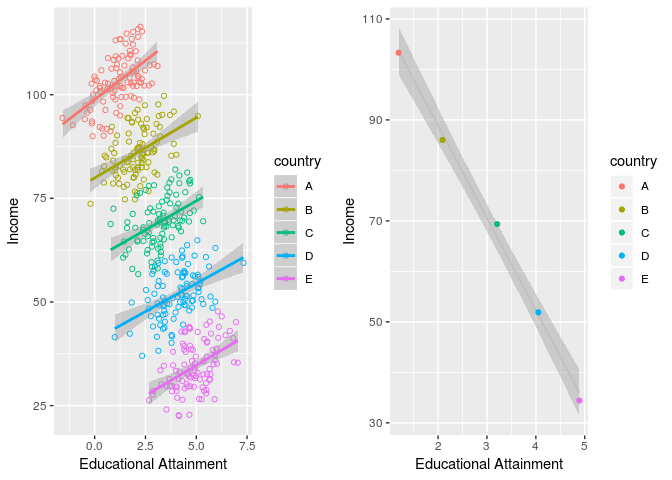 Income
100
75
50
25
0.0 2.5 5.0 7.5
Educational Attainment
country
A
B
C
D
E
Income
110
90
70
50
30
2 3 4 5
Educational Attainment
country
A
B
C
D
E